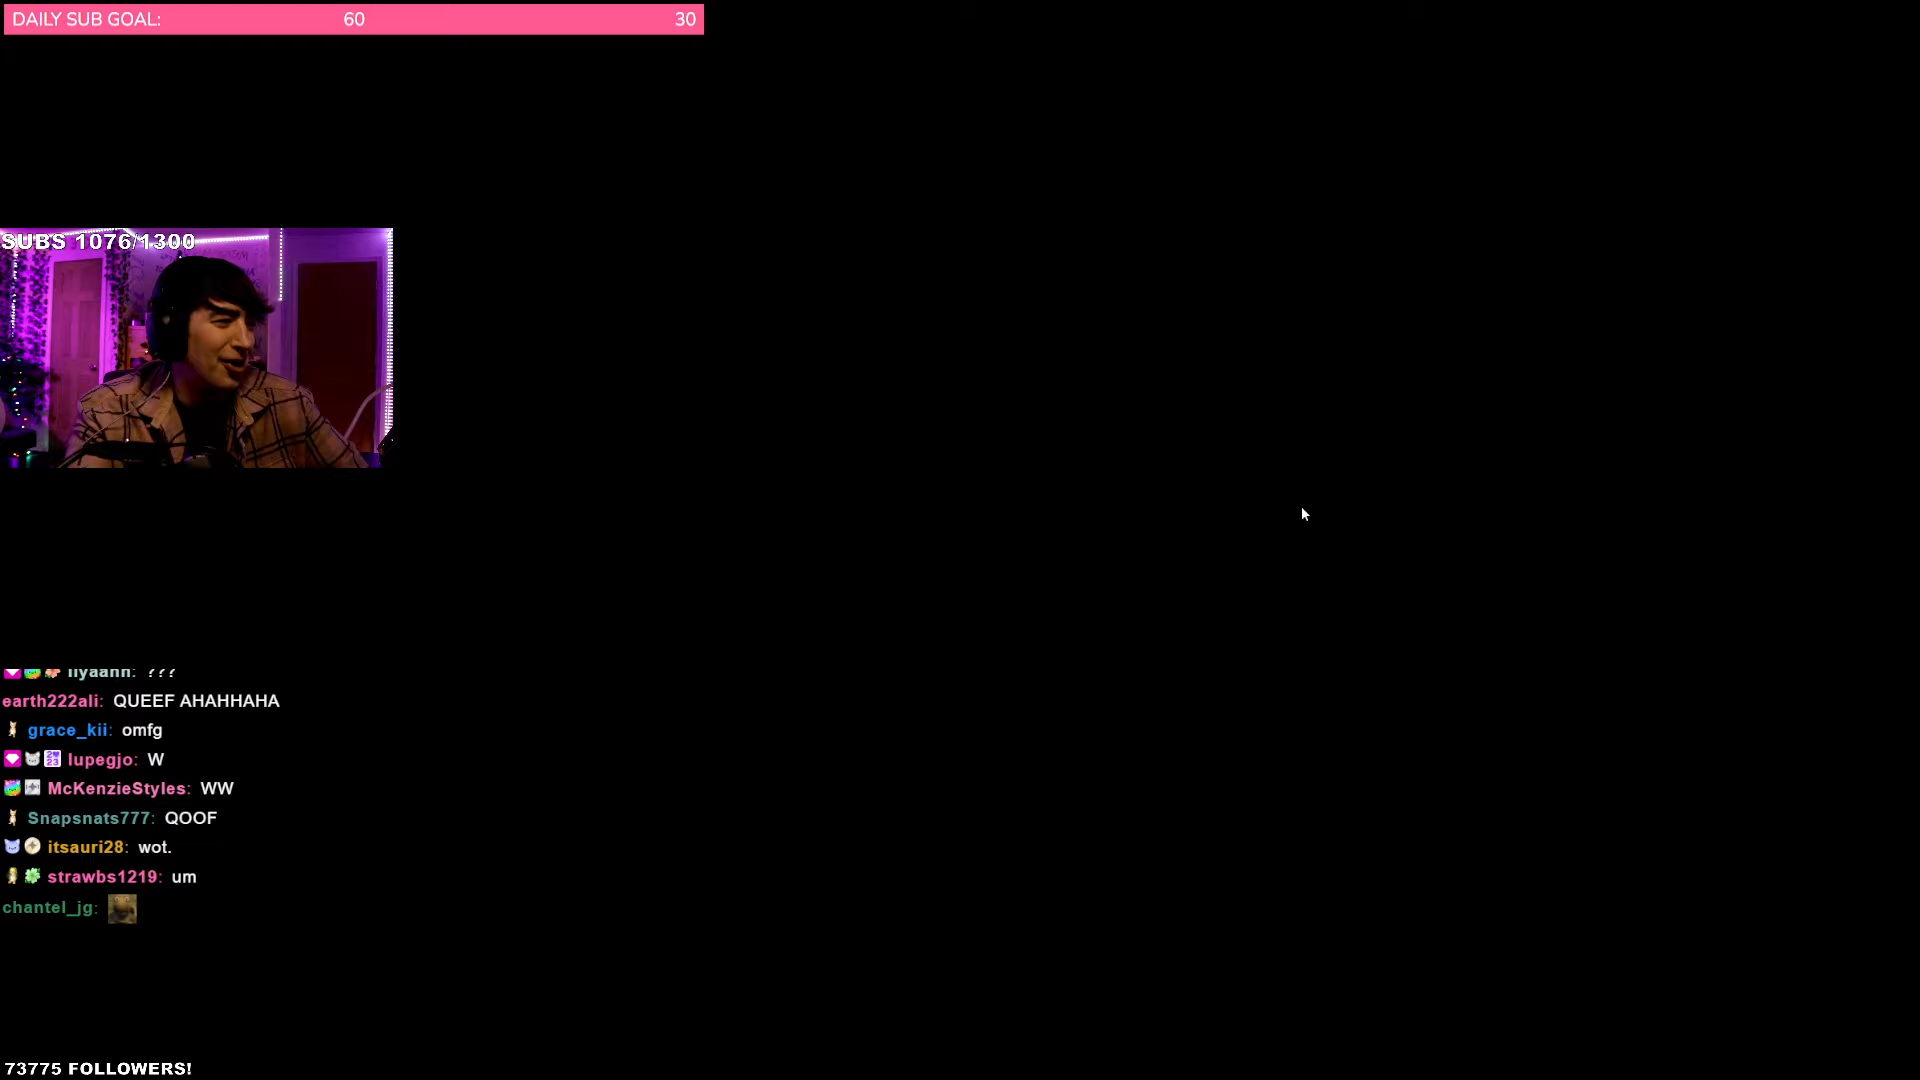 DAILY SUB GOAL: 60 30
SUBS 1076/1300
ilyaann: ???
earth222ali: QUEEF AHAHHAHA
grace_kii: omfg
lupegjo: W
McKenzieStyles: WW
Snapsnats777: QOOF
itsauri28: wot.
strawbs1219: um
chantel_jg:
73775 FOLLOWERS!